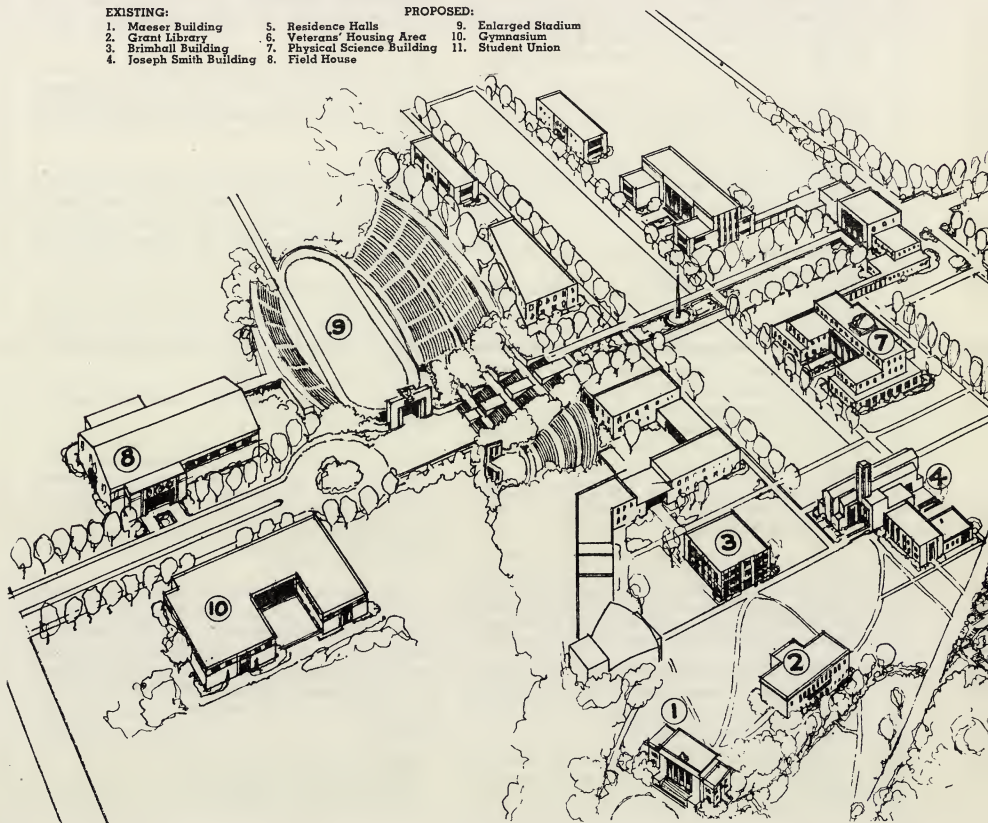 EXISTING: PROPOSED:
1. Maeser Building 5. Residence Halls 9. Enlarged Stadium
2. Grant Library 6. Veterans' Housing Area 10. Gymnasium
3. Brimhall Building 7. Physical Science Building 11. Student Union
4. Joseph Smith Building 8. Field House
9
7
8
4
3
10
2
1